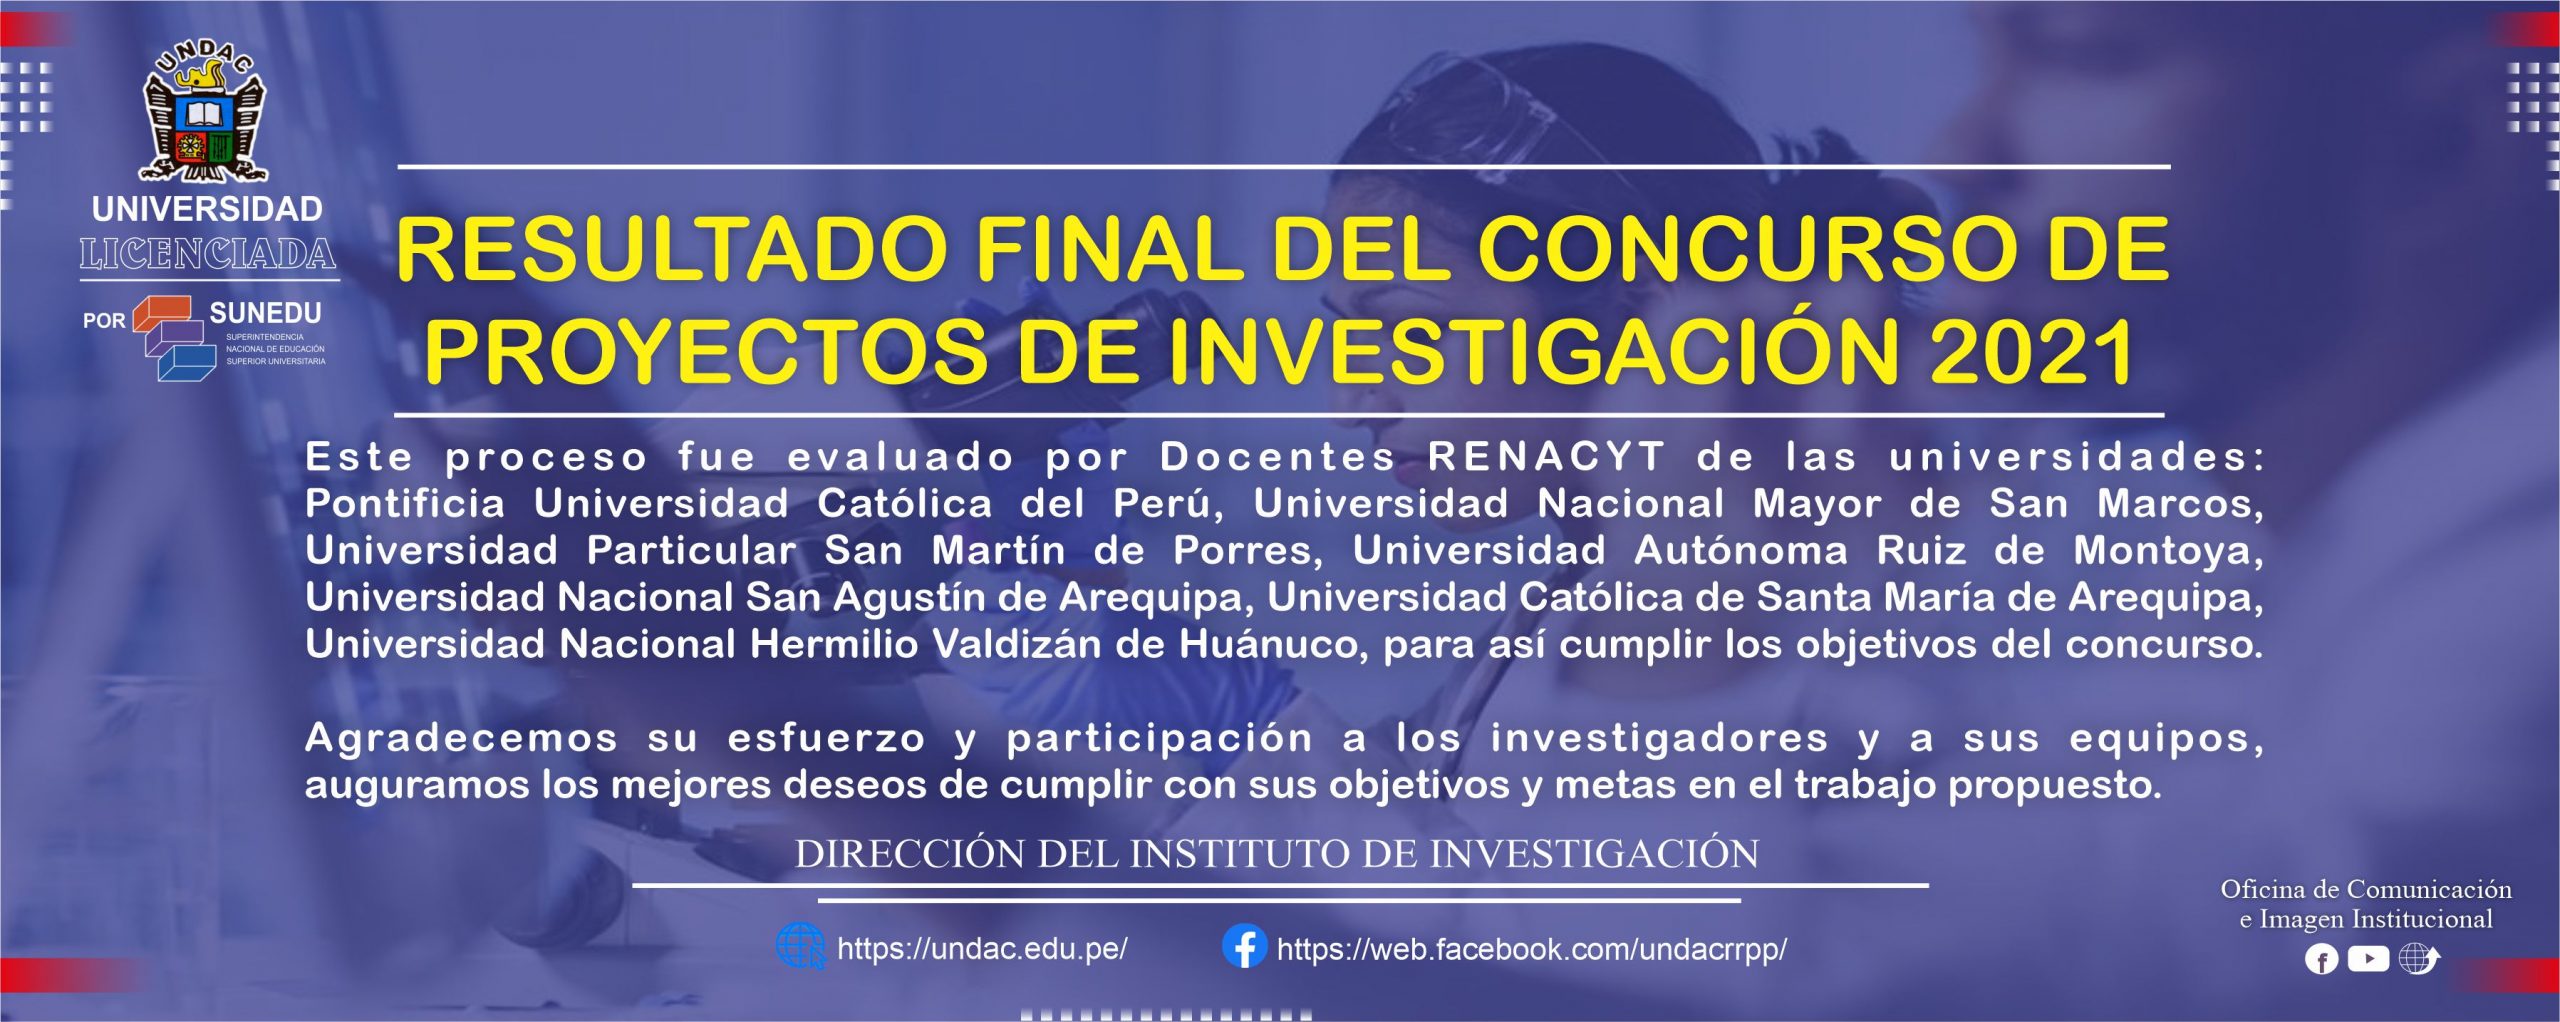 UNDAC
UNIVERSIDAD
LICENCIADA
POR
SUNEDU
SUPERINTENDENCIA
NACIONAL DE EDUCACIÓN
SUPERIOR UNIVERSITARIA
RESULTADO FINAL DEL CONCURSO DE
PROYECTOS DE INVESTIGACIÓN 2021
Este proceso fue evaluado por Docentes RENACYT de las universidades:
Pontificia Universidad Católica del Perú, Universidad Nacional Mayor de San Marcos,
Universidad Particular San Martín de Porres, Universidad Autónoma Ruiz de Montoya,
Universidad Nacional San Agustín de Arequipa, Universidad Católica de Santa María de Arequipa,
Universidad Nacional Hermilio Valdizán de Huánuco, para así cumplir los objetivos del concurso.
Agradecemos su esfuerzo y participación a los investigadores y a sus equipos,
auguramos los mejores deseos de cumplir con sus objetivos y metas en el trabajo propuesto.
DIRECCIÓN DEL INSTITUTO DE INVESTIGACIÓN
https://undac.edu.pe/
https://web.facebook.com/undacrrpp/
Oficina de Comunicación
e Imagen Institucional